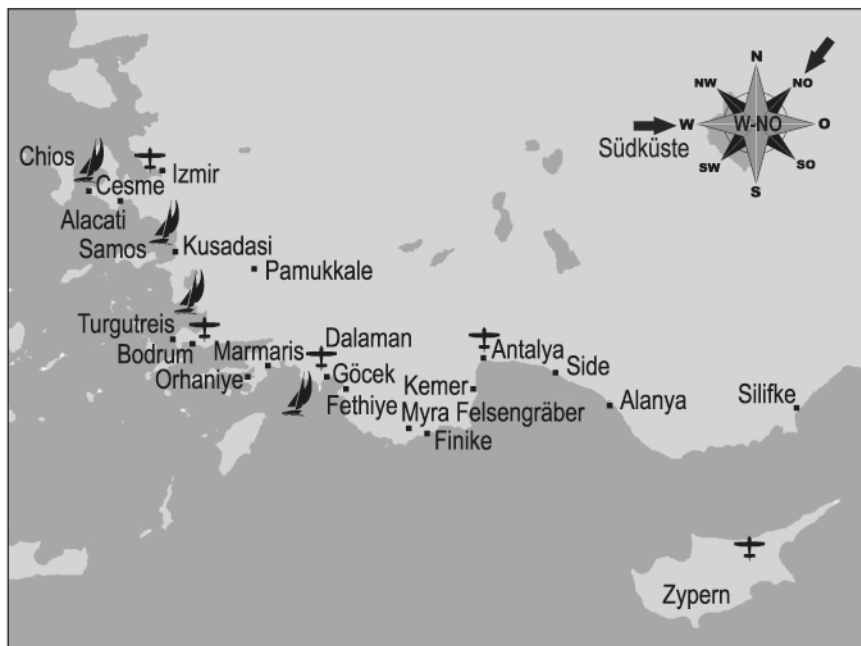 N
NW
NO
W
W-NO
O
Südküste
SW
SO
S
Chios
Izmir
Cesme
Alacati
Samos
Kusadasi
Pamukkale
Turgutreis
Bodrum
Marmaris
Dalaman
Antalya
Orhaniye
Göcek
Side
Fethiye
Kemer
Alanya
Silifke
Myra Felsengräber
Finike
Zypern